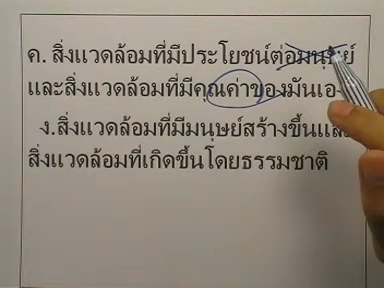 ค. สิ่งแวดล้อมที่มีประโยชน์ต่อมนุษย์
และสิ่งแวดล้อมที่มีคุณค่าของมันเอง
ง.สิ่งแวดล้อมที่มีมนุษย์สร้างขึ้นและ
สิ่งแวดล้อมที่เกิดขึ้นโดยธรรมชาติ